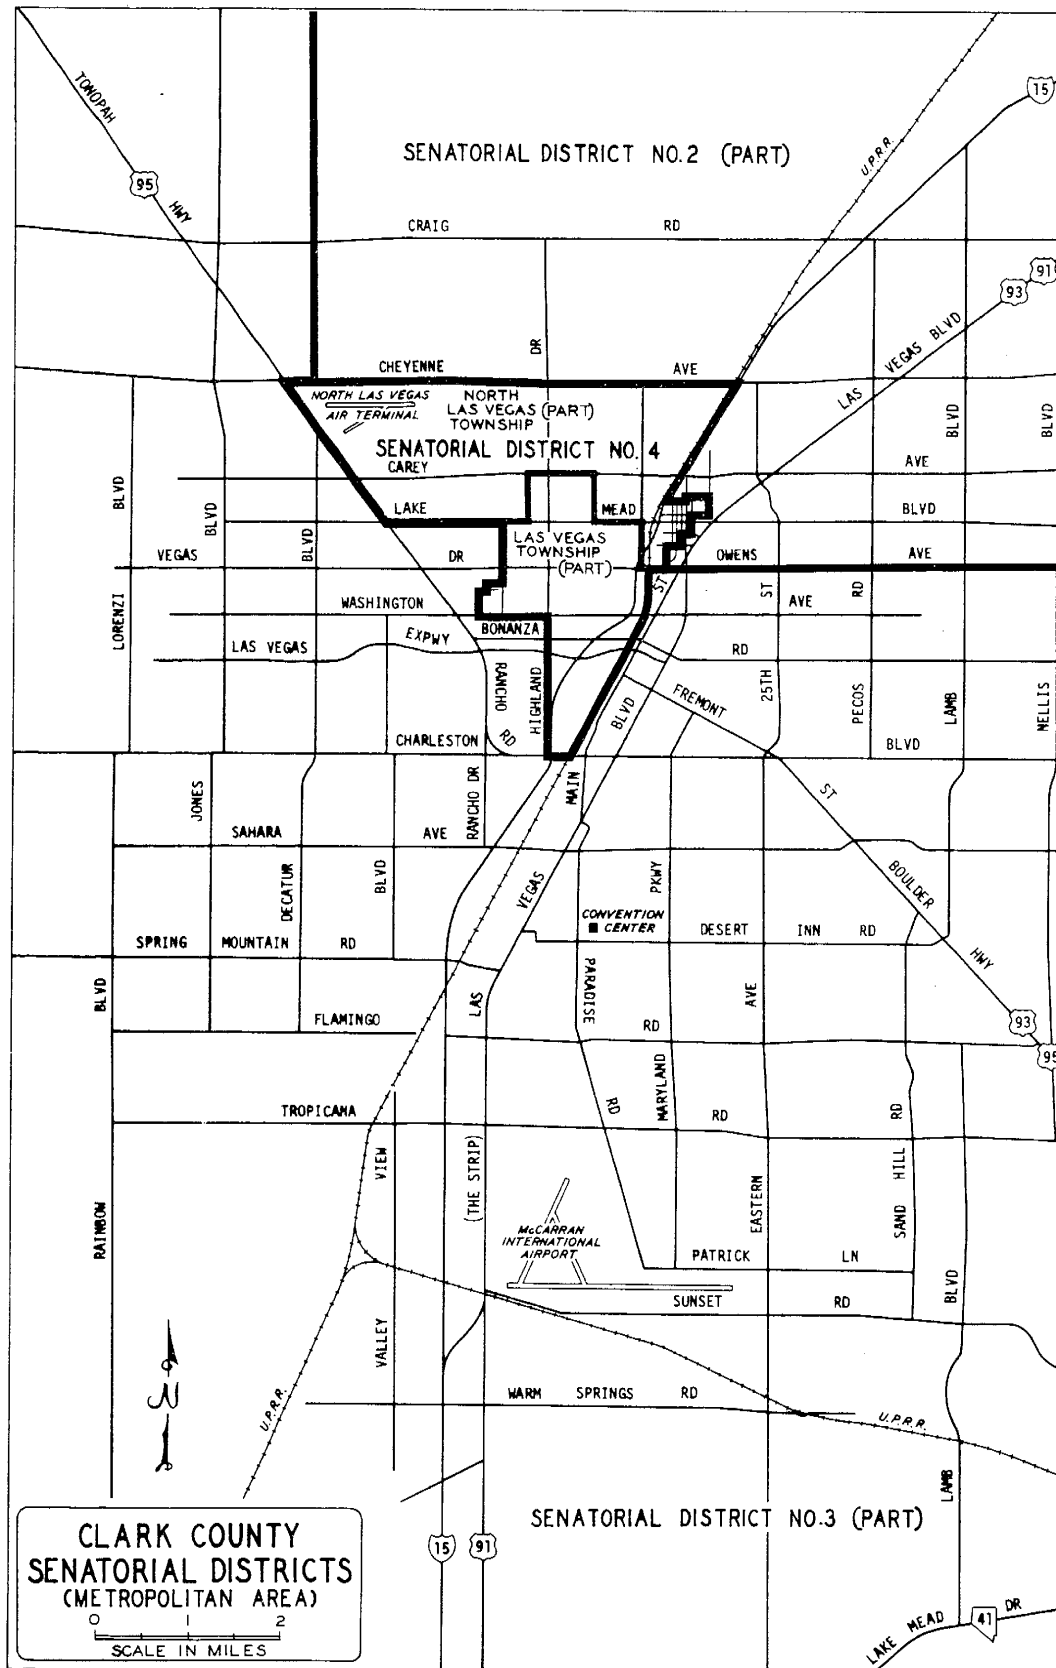 TONOPAH
95
HWY
SENATORIAL DISTRICT NO.2 (PART)
U.P.R.R.
15
CRAIG RD
91
93
DR
LAS VEGAS BLVD
CHEYENNE AVE
NORTH LAS VEGAS
AIR TERMINAL
NORTH
LAS VEGAS (PART)
TOWNSHIP
SENATORIAL DISTRICT NO. 4
CAREY AVE
BLVD
BLVD
BLVD
BLVD
BLVD
LAKE MEAD BLVD
LAS VEGAS
TOWNSHIP
(PART)
VEGAS DR
OWENS AVE
ST
ST
RD
WASHINGTON AVE
LORENZI
BONANZA RD
LAS VEGAS EXPWY
RANCHO
RD
HIGHLAND
BLVD
FREMONT
25TH
PECOS
LAMB
NELLIS
CHARLESTON BLVD
JONES
RANCHO DR
MAIN
ST
SAHARA AVE
DECATUR
BLVD
VEGAS
PKWY
BOULDER
CONVENTION
CENTER
DESERT INN RD
SPRING MOUNTAIN RD
HWY
BLVD
LAS
PARADISE
AVE
FLAMINGO RD
93
95
MARYLAND
RD
TROPICANA RD
RD
VIEW
(THE STRIP)
EASTERN
SAND HILL
RAINBOW
McCARRAN
INTERNATIONAL
AIRPORT
PATRICK LN
BLVD
SUNSET RD
VALLEY
N
WARM SPRINGS RD
U.P.R.R.
U.P.R.R.
LAMB
SENATORIAL DISTRICT NO.3 (PART)
15
91
CLARK COUNTY
SENATORIAL DISTRICTS
(METROPOLITAN AREA)
0 1 2
SCALE IN MILES
LAKE MEAD DR
41